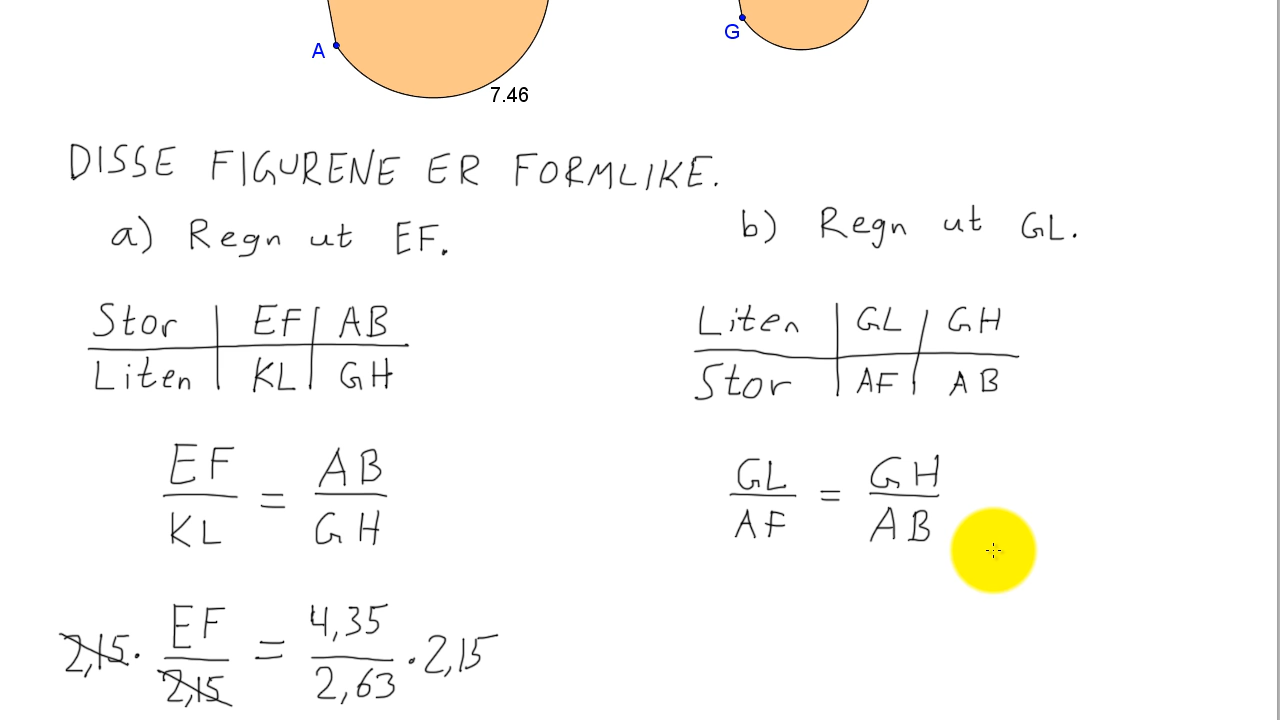 A
G
7.46
DISSE FIGURENE ER FORMLIKE.
a) Regn ut EF.
Stor | EF | AB
Liten | KL | GH
EF/KL = AB/GH
2,15 · EF/2,15 = 4,35/2,63 · 2,15
b) Regn ut GL.
Liten | GL | GH
Stor | AF | AB
GL/AF = GH/AB